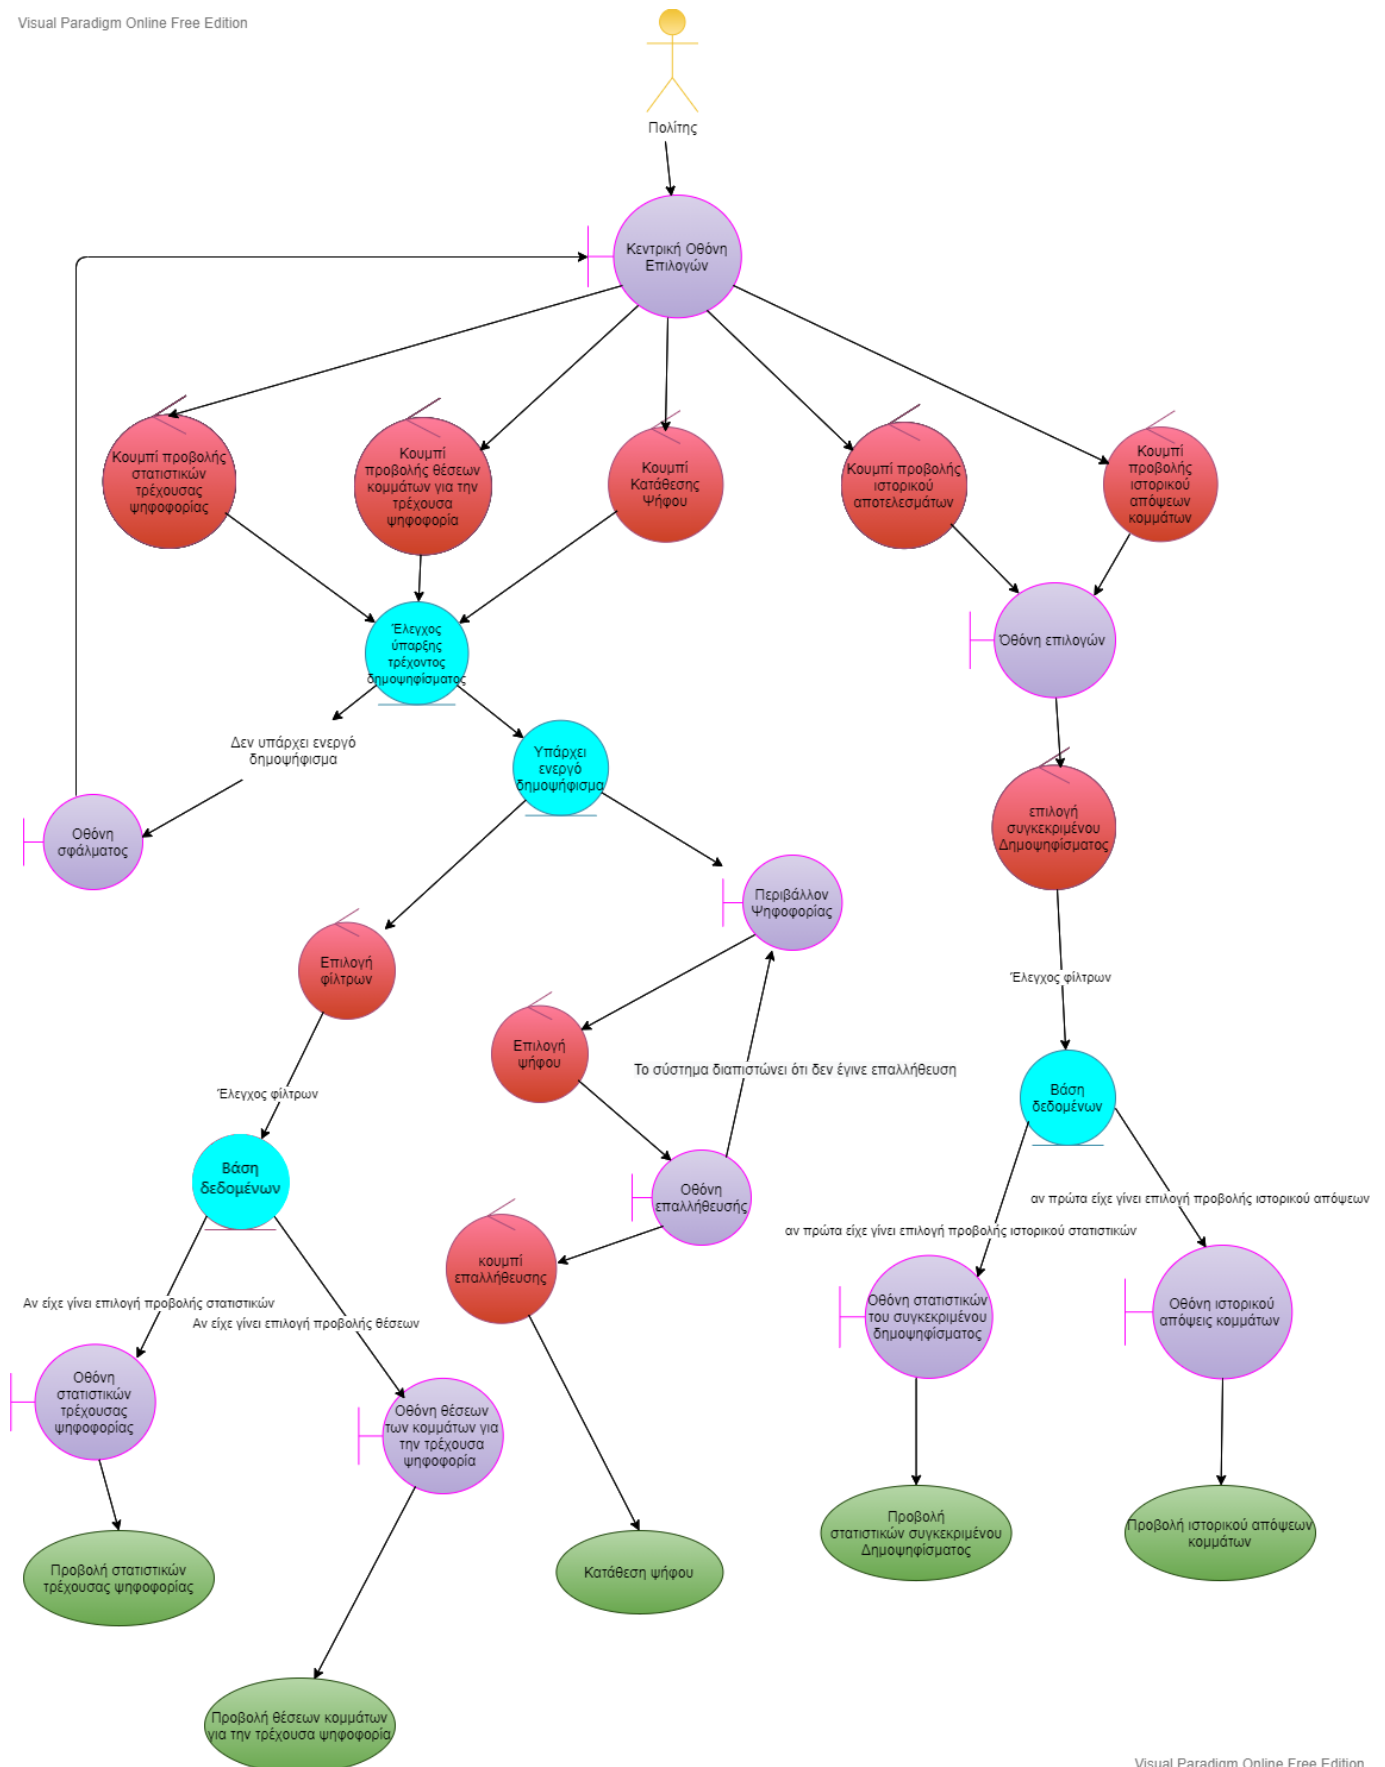 Visual Paradigm Online Free Edition
Πολίτης
Κεντρική Οθόνη
Επιλογών
Κουμπί προβολής
στατιστικών
τρέχουσας
ψηφοφορίας
Κουμπί
προβολής θέσεων
κομμάτων για την
τρέχουσα
ψηφοφορία
Κουμπί
Κατάθεσης
Ψήφου
Κουμπί προβολής
ιστορικού
αποτελεσμάτων
Κουμπί
προβολής
ιστορικού
απόψεων
κομμάτων
Έλεγχος
ύπαρξης
τρέχοντος
δημοψηφίσματος
Όθόνη επιλογών
Δεν υπάρχει ενεργό
δημοψήφισμα
Υπάρχει
ενεργό
δημοψήφισμα
Οθόνη
σφάλματος
επιλογή
συγκεκριμένου
Δημοψηφίσματος
Περιβάλλον
Ψηφοφορίας
Επιλογή
φίλτρων
Έλεγχος φίλτρων
Επιλογή
ψήφου
Το σύστημα διαπιστώνει ότι δεν έγινε επαλλήθευση
Έλεγχος φίλτρων
Βάση
δεδομένων
Βάση
δεδομένων
Οθόνη
επαλλήθευσής
αν πρώτα είχε γίνει επιλογή προβολής ιστορικού απόψεων
αν πρώτα είχε γίνει επιλογή προβολής ιστορικού στατιστικών
κουμπί
επαλλήθευσης
Αν είχε γίνει επιλογή προβολής στατιστικών
Αν είχε γίνει επιλογή προβολής θέσεων
Οθόνη στατιστικών
του συγκεκριμένου
δημοψηφίσματος
Οθόνη ιστορικού
απόψεις κομμάτων
Οθόνη
στατιστικών
τρέχουσας
ψηφοφορίας
Οθόνη θέσεων
των κομμάτων για
την τρέχουσα
ψηφοφορία
Προβολή
στατιστικών συγκεκριμένου
Δημοψηφίσματος
Προβολή ιστορικού απόψεων
κομμάτων
Προβολή στατιστικών
τρέχουσας ψηφοφορίας
Κατάθεση ψήφου
Προβολή θέσεων κομμάτων
για την τρέχουσα ψηφοφορία
Visual Paradigm Online Free Edition